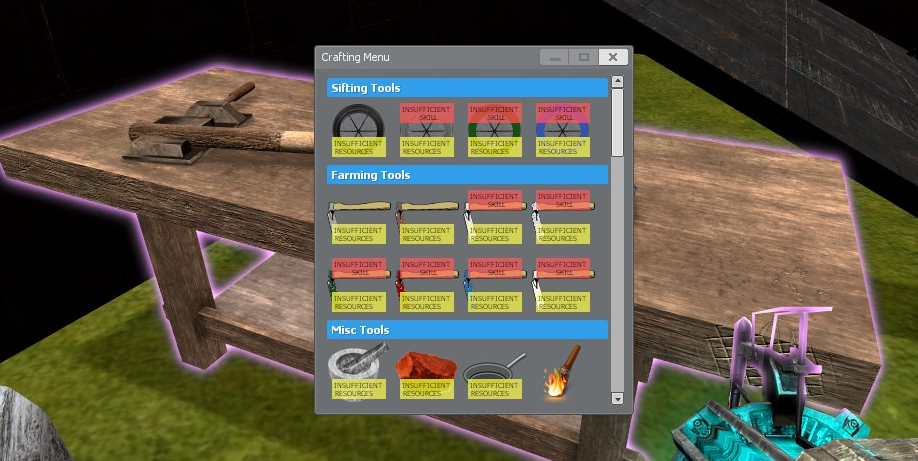 Crafting Menu
Sifting Tools
INSUFFICIENT SKILL INSUFFICIENT SKILL INSUFFICIENT SKILL
INSUFFICIENT RESOURCES INSUFFICIENT RESOURCES INSUFFICIENT RESOURCES INSUFFICIENT RESOURCES
Farming Tools
INSUFFICIENT SKILL INSUFFICIENT SKILL
INSUFFICIENT RESOURCES INSUFFICIENT RESOURCES INSUFFICIENT RESOURCES INSUFFICIENT RESOURCES
INSUFFICIENT SKILL INSUFFICIENT SKILL INSUFFICIENT SKILL INSUFFICIENT SKILL
INSUFFICIENT RESOURCES INSUFFICIENT RESOURCES INSUFFICIENT RESOURCES INSUFFICIENT RESOURCES
Misc Tools
INSUFFICIENT RESOURCES INSUFFICIENT RESOURCES INSUFFICIENT RESOURCES